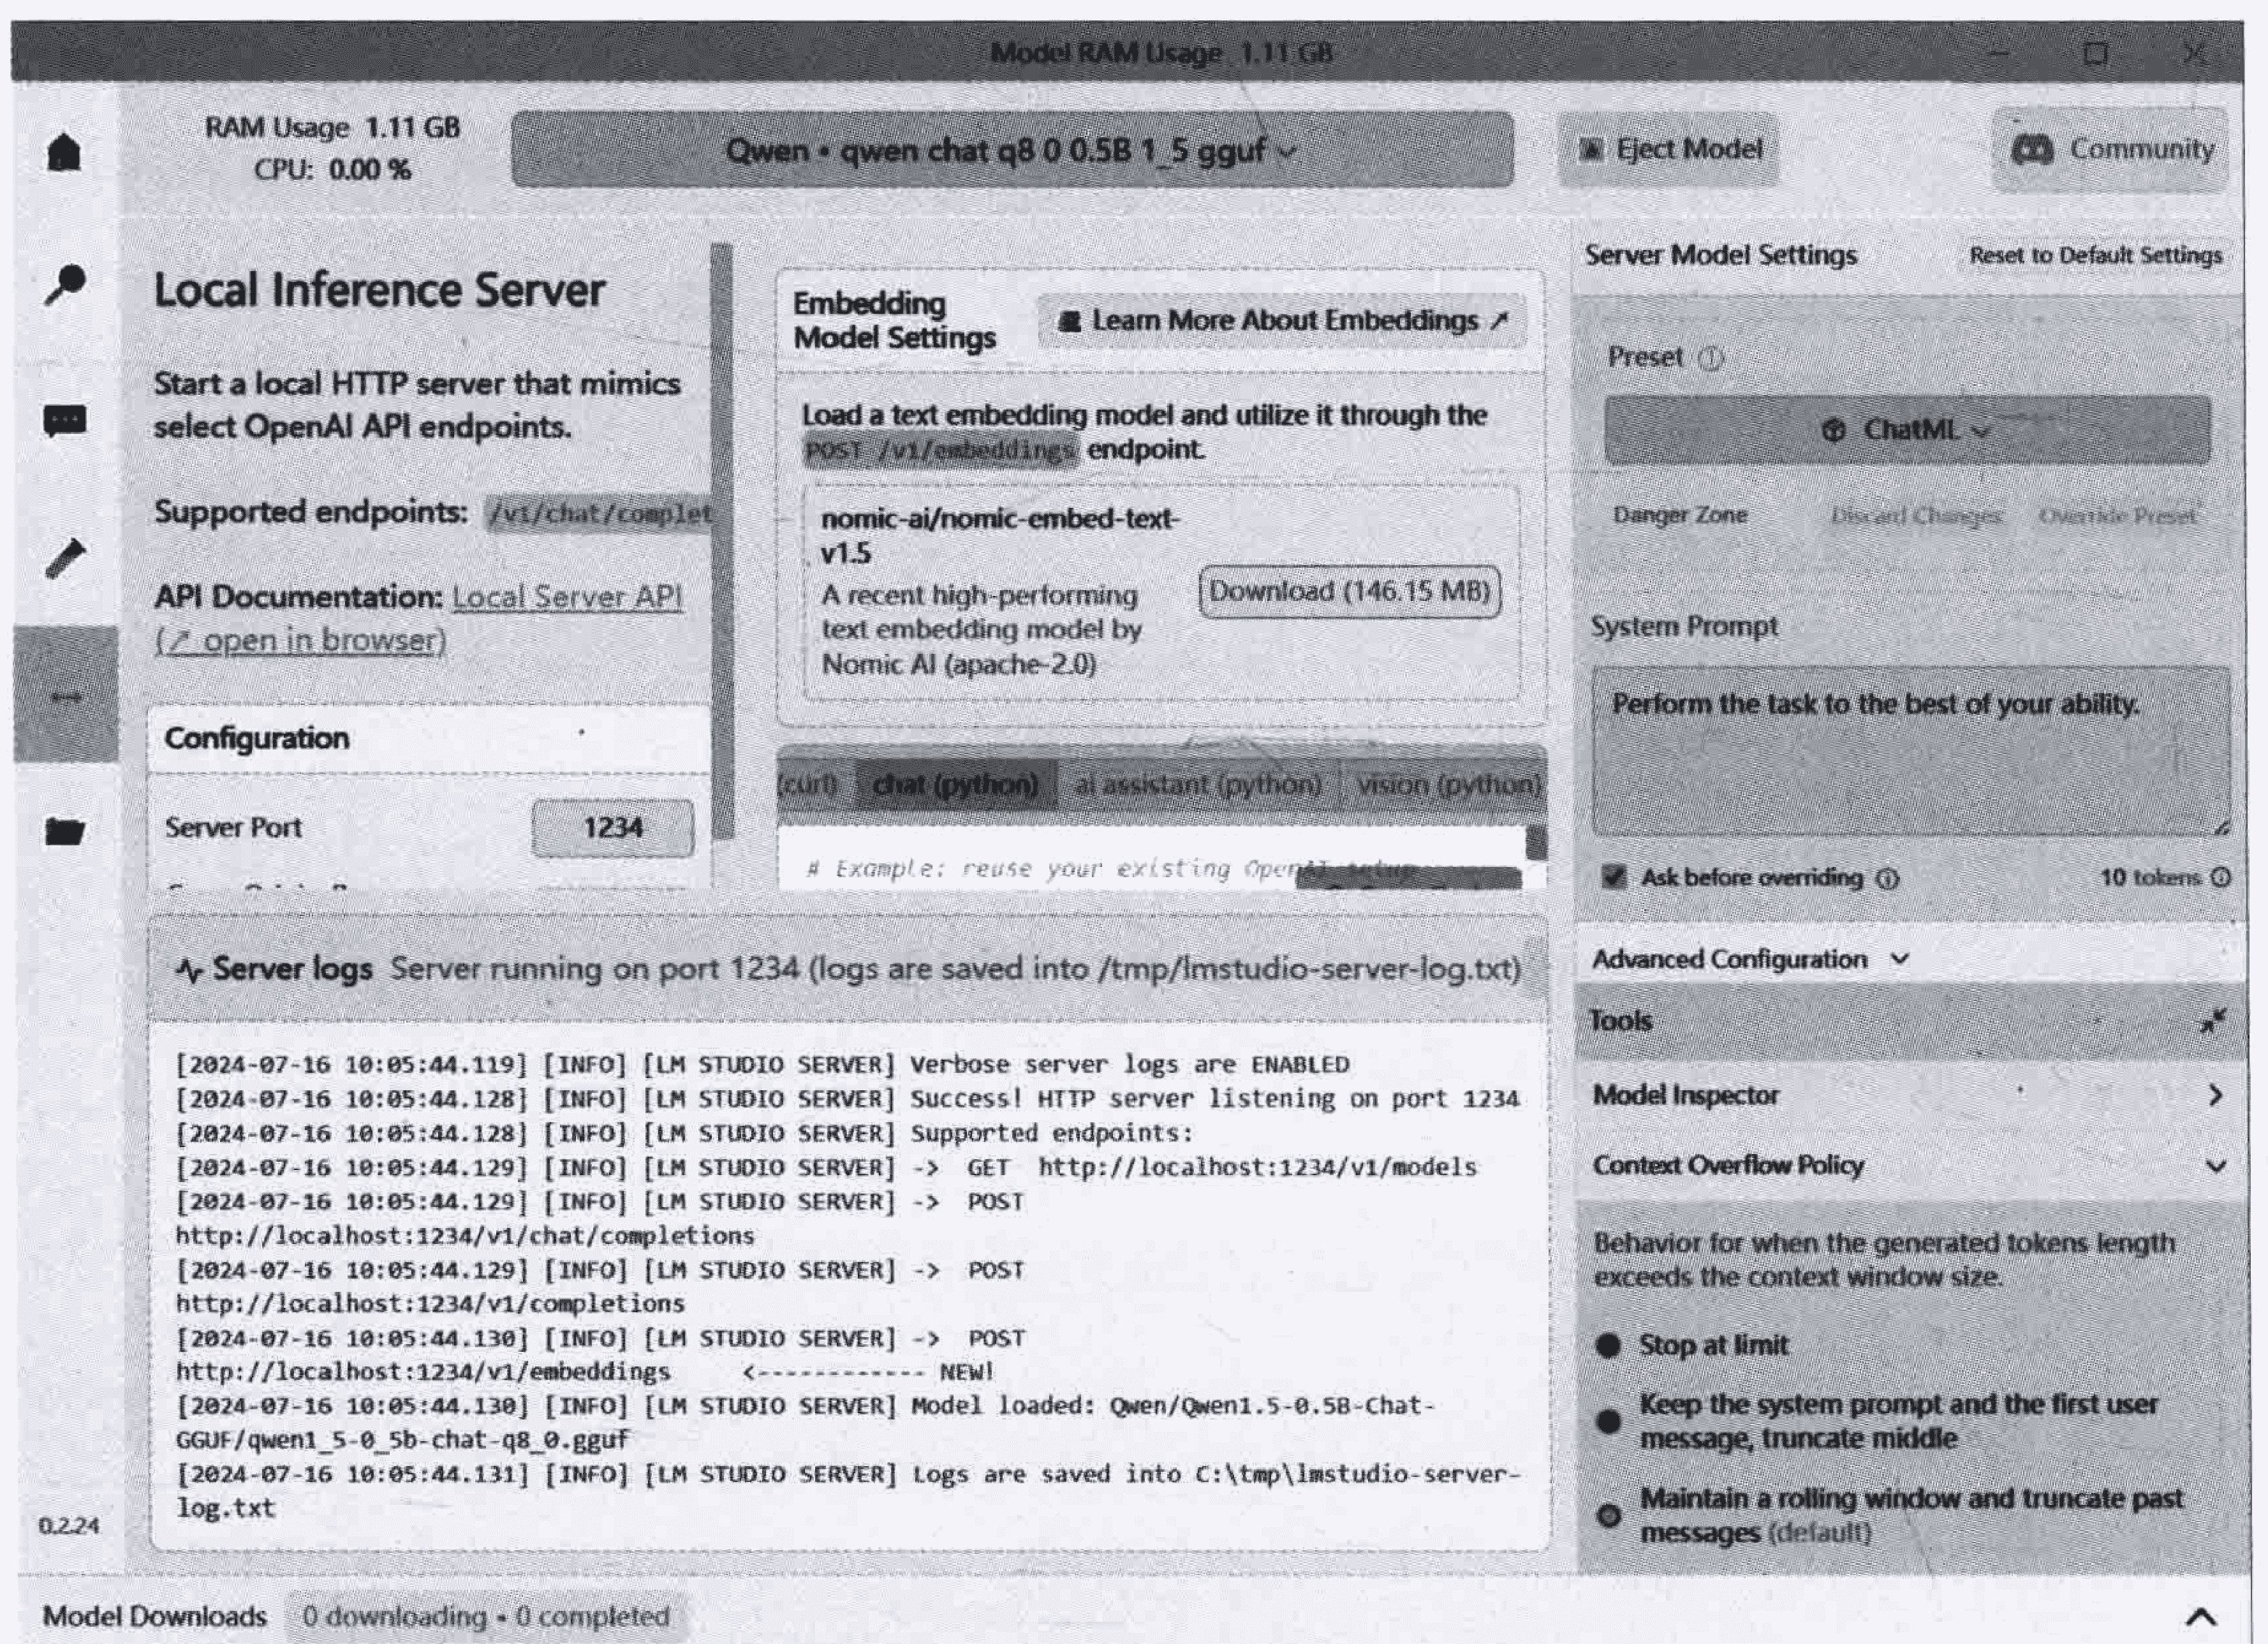 Model RAM Usage 1.11 GB
RAM Usage 1.11 GB
CPU: 0.00 %
Qwen • qwen chat q8 0 0.5B 1_5 gguf
Eject Model
Community
Local Inference Server
Start a local HTTP server that mimics
select OpenAI API endpoints.
Supported endpoints: /v1/chat/complet
API Documentation: Local Server API
(↗ open in browser)
Configuration
Server Port 1234
Embedding
Model Settings
Learn More About Embeddings ↗
Load a text embedding model and utilize it through the
POST /v1/embeddings endpoint.
nomic-ai/nomic-embed-text-
v1.5
A recent high-performing
text embedding model by
Nomic AI (apache-2.0)
Download (146.15 MB)
(curl) chat (python) ai assistant (python) vision (python)
# Example: reuse your existing OpenAI setup
Server logs Server running on port 1234 (logs are saved into /tmp/lmstudio-server-log.txt)
[2024-07-16 10:05:44.119] [INFO] [LM STUDIO SERVER] Verbose server logs are ENABLED
[2024-07-16 10:05:44.128] [INFO] [LM STUDIO SERVER] Success! HTTP server listening on port 1234
[2024-07-16 10:05:44.128] [INFO] [LM STUDIO SERVER] Supported endpoints:
[2024-07-16 10:05:44.129] [INFO] [LM STUDIO SERVER] -> GET http://localhost:1234/v1/models
[2024-07-16 10:05:44.129] [INFO] [LM STUDIO SERVER] -> POST
http://localhost:1234/v1/chat/completions
[2024-07-16 10:05:44.129] [INFO] [LM STUDIO SERVER] -> POST
http://localhost:1234/v1/completions
[2024-07-16 10:05:44.130] [INFO] [LM STUDIO SERVER] -> POST
http://localhost:1234/v1/embeddings <------------ NEW!
[2024-07-16 10:05:44.130] [INFO] [LM STUDIO SERVER] Model loaded: Qwen/Qwen1.5-0.5B-Chat-
GGUF/qwen1_5-0_5b-chat-q8_0.gguf
[2024-07-16 10:05:44.131] [INFO] [LM STUDIO SERVER] Logs are saved into C:\tmp\lmstudio-server-
log.txt
Server Model Settings Reset to Default Settings
Preset
ChatML
Danger Zone Discard Changes Override Preset
System Prompt
Perform the task to the best of your ability.
Ask before overriding 10 tokens
Advanced Configuration
Tools
Model Inspector
Context Overflow Policy
Behavior for when the generated tokens length
exceeds the context window size.
Stop at limit
Keep the system prompt and the first user
message, truncate middle
Maintain a rolling window and truncate past
messages (default)
0.2.24
Model Downloads 0 downloading • 0 completed